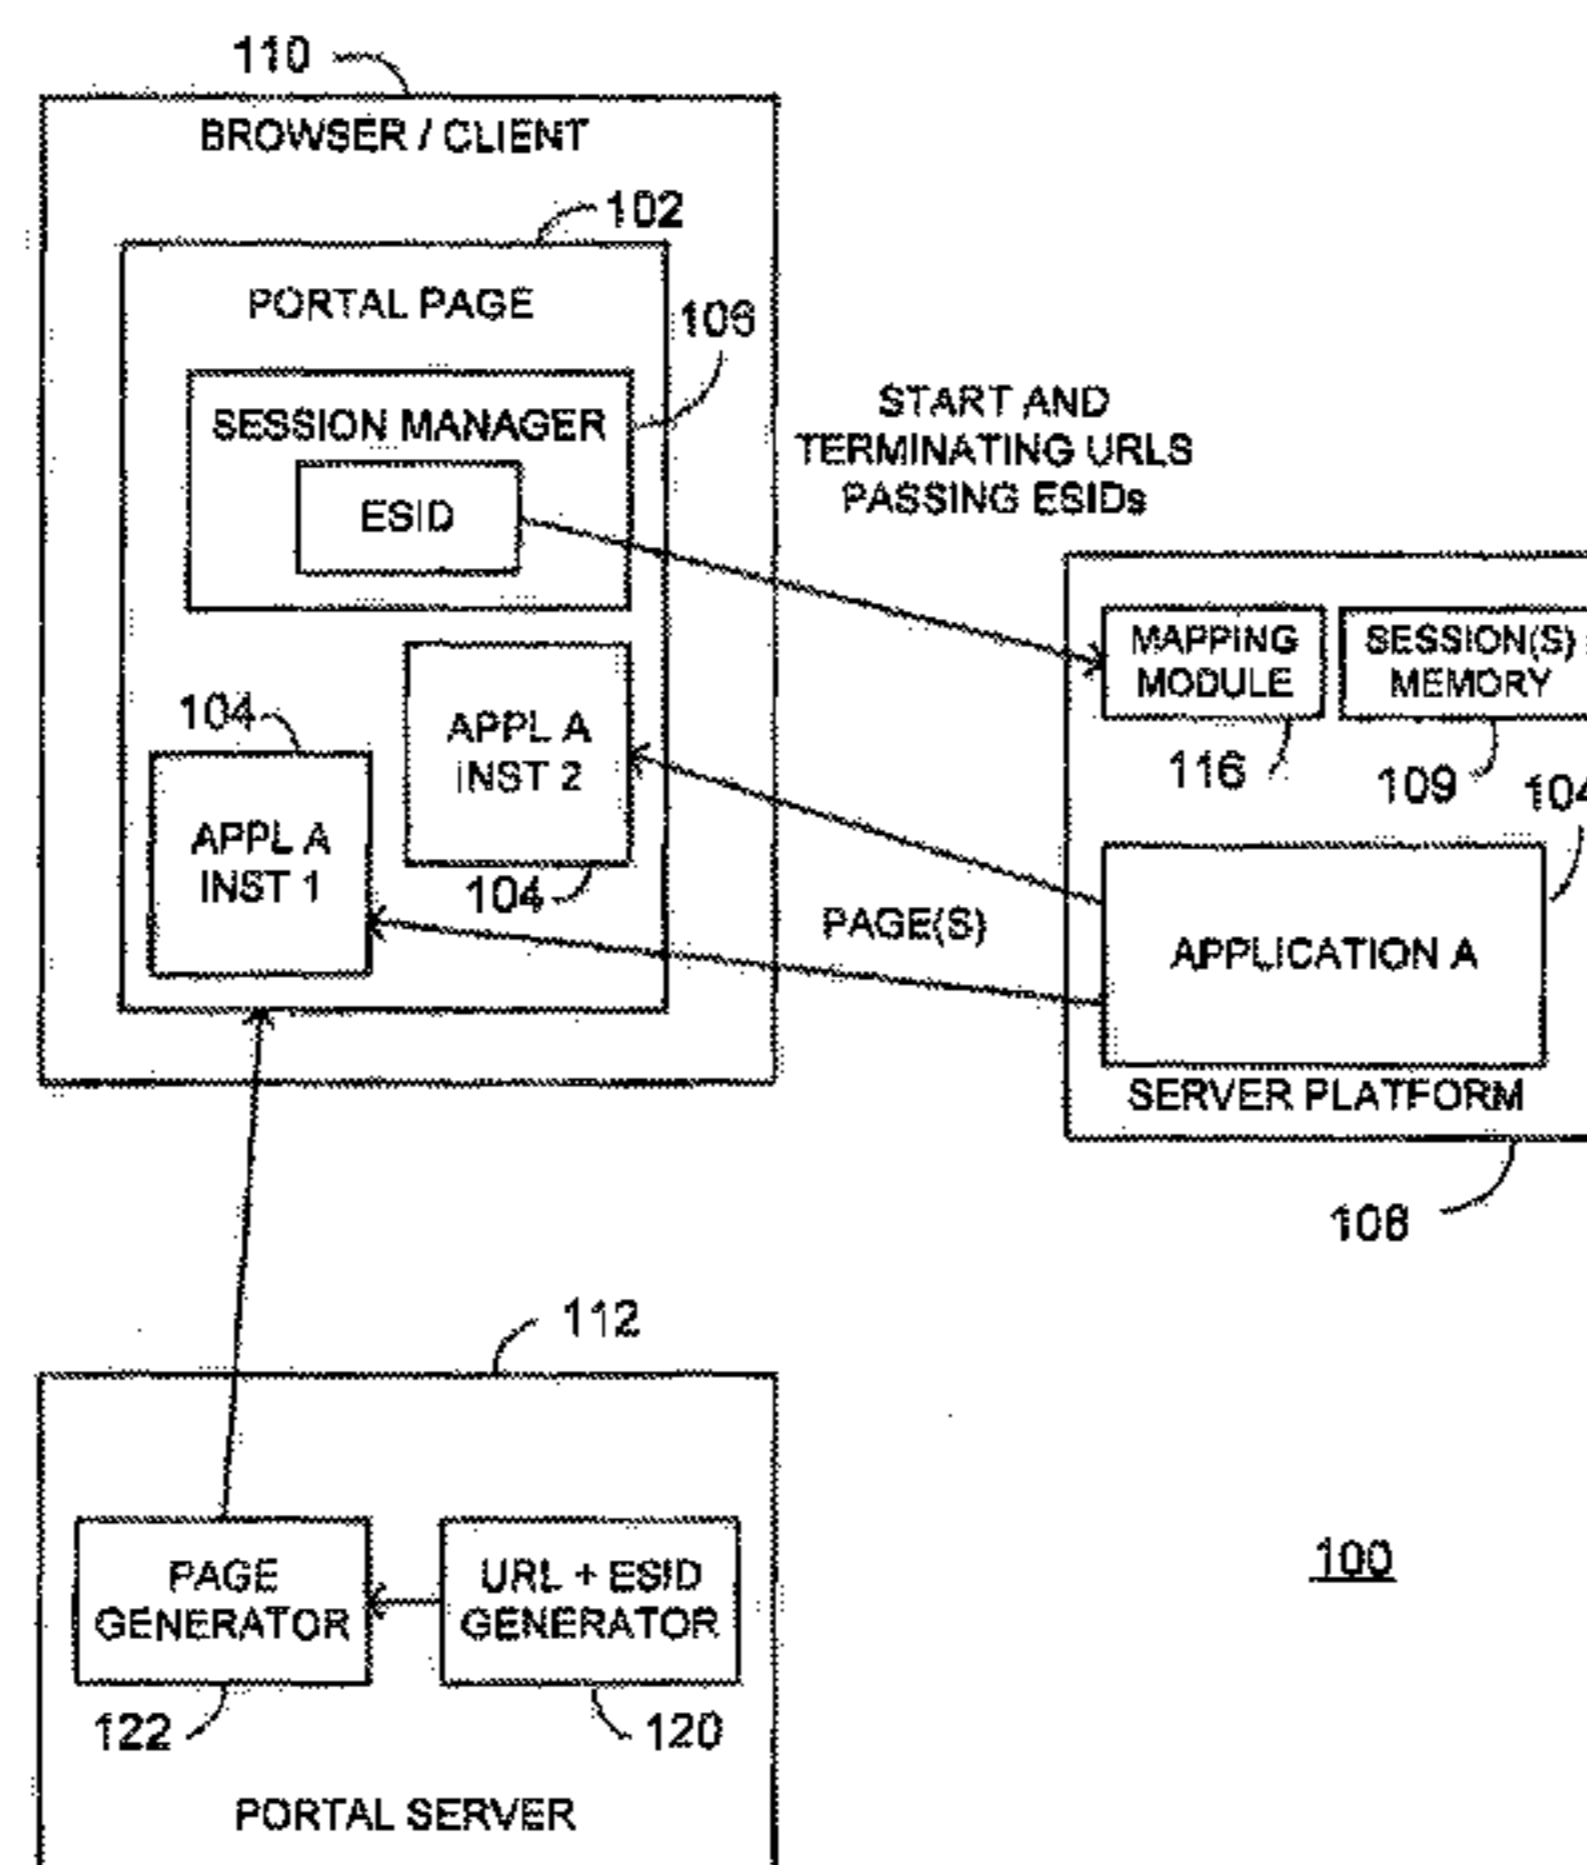 110
BROWSER / CLIENT
102
PORTAL PAGE
106
SESSION MANAGER
ESID
START AND
TERMINATING URLS
PASSING ESIDs
MAPPING
MODULE
SESSION(S)
MEMORY
116
109
104
104
APPL A
INST 2
APPL A
INST 1
104
PAGE(S)
APPLICATION A
SERVER PLATFORM
108
112
PAGE
GENERATOR
URL + ESID
GENERATOR
100
122
120
PORTAL SERVER